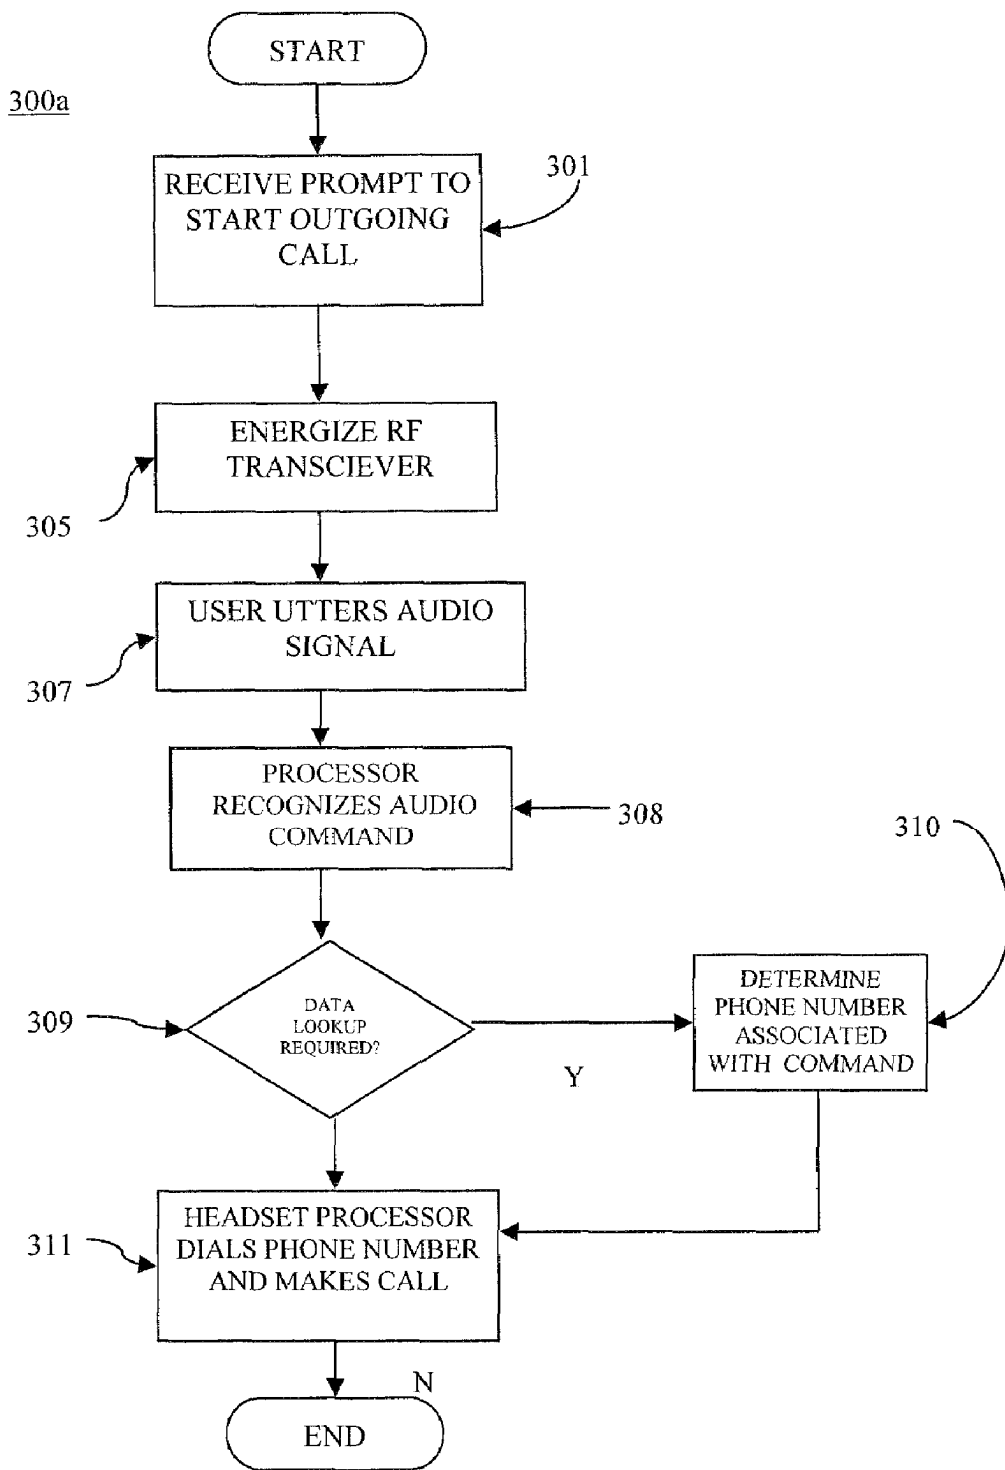 START
300a
RECEIVE PROMPT TO
START OUTGOING
CALL
301
ENERGIZE RF
TRANSCIEVER
305
USER UTTERS AUDIO
SIGNAL
307
PROCESSOR
RECOGNIZES AUDIO
COMMAND
308
310
DATA
LOOKUP
REQUIRED?
309
Y
DETERMINE
PHONE NUMBER
ASSOCIATED
WITH COMMAND
HEADSET PROCESSOR
DIALS PHONE NUMBER
AND MAKES CALL
311
N
END